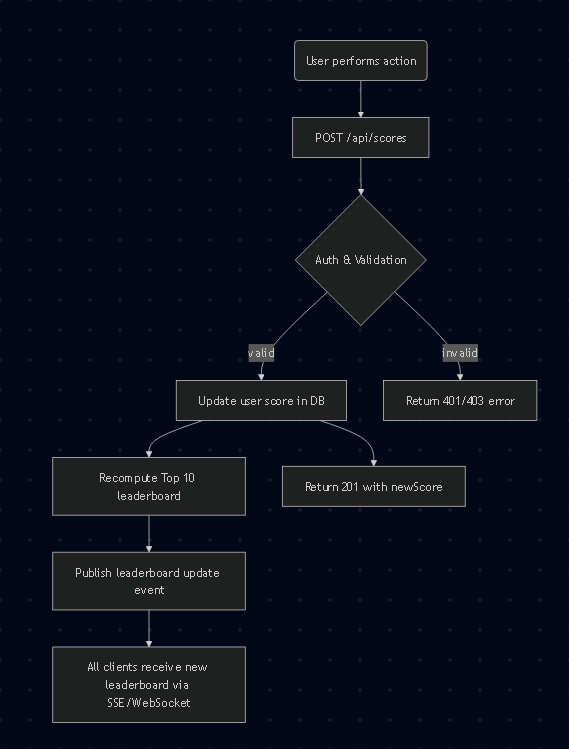 User performs action
POST /api/scores
Auth & Validation
valid
invalid
Update user score in DB
Return 401/403 error
Recompute Top 10
leaderboard
Return 201 with newScore
Publish leaderboard update
event
All clients receive new
leaderboard via
SSE/WebSocket